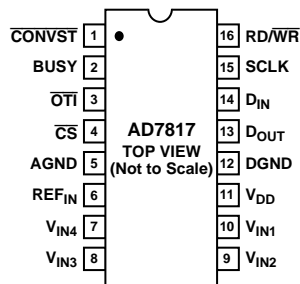 CONVST 1 16 RD/WR
BUSY 2 15 SCLK
OTI 3 14 DIN
CS 4 AD7817 13 DOUT
AGND 5 TOP VIEW 12 DGND
(Not to Scale)
REFIN 6 11 VDD
VIN4 7 10 VIN1
VIN3 8 9 VIN2